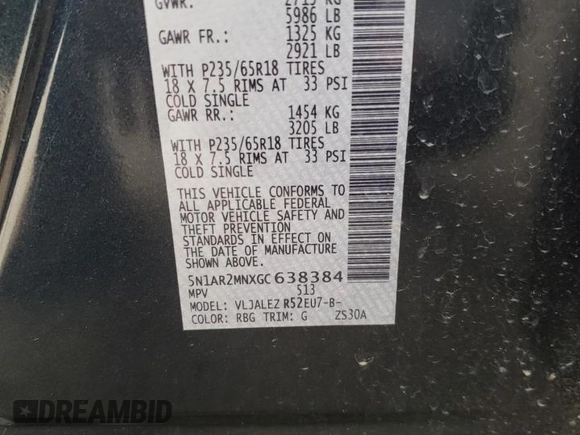 GVWR: 2715 KG
5986 LB
GAWR FR.: 1325 KG
2921 LB
WITH P235/65R18 TIRES
18 X 7.5 RIMS AT 33 PSI
COLD SINGLE
GAWR RR.: 1454 KG
3205 LB
WITH P235/65R18 TIRES
18 X 7.5 RIMS AT 33 PSI
COLD SINGLE
THIS VEHICLE CONFORMS TO
ALL APPLICABLE FEDERAL
MOTOR VEHICLE SAFETY AND
THEFT PREVENTION
STANDARDS IN EFFECT ON
THE DATE OF MANUFACTURE
SHOWN ABOVE.
5N1AR2MNXGC638384
MPV 513
MODEL: VLJALEZ R52EU7-B-
COLOR: RBG TRIM: G ZS30A
DREAMBID